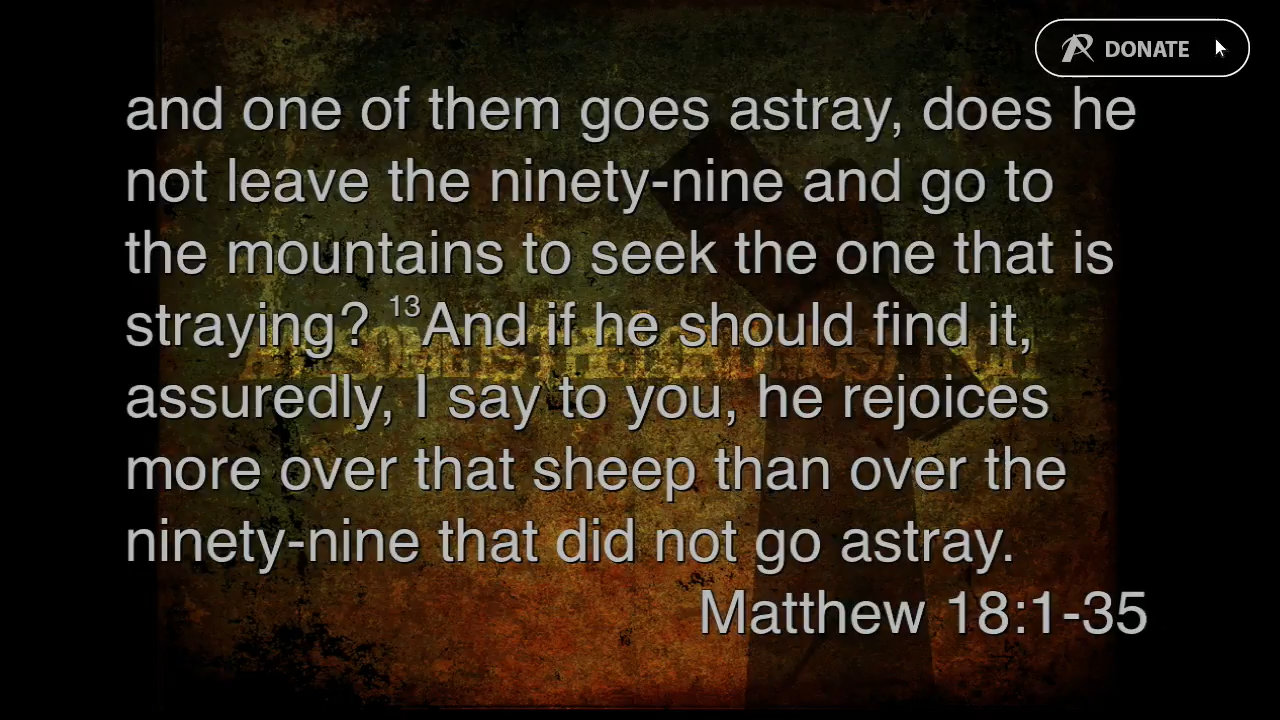 DONATE
and one of them goes astray, does he
not leave the ninety-nine and go to
the mountains to seek the one that is
straying? 13And if he should find it,
assuredly, I say to you, he rejoices
more over that sheep than over the
ninety-nine that did not go astray.
Matthew 18:1-35